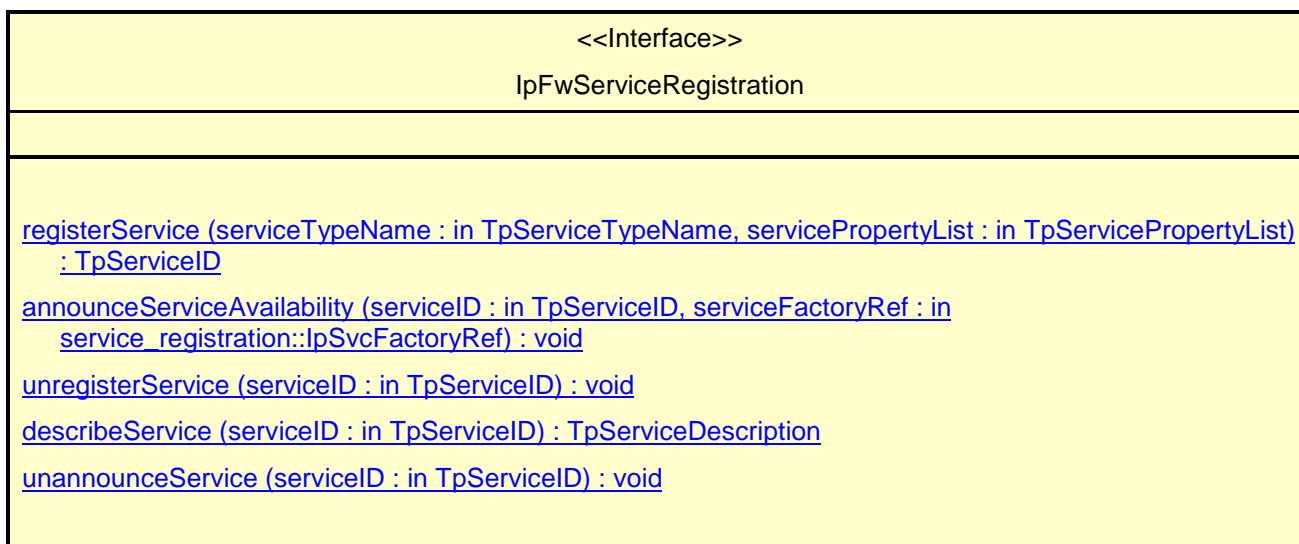 <<Interface>>
IpFwServiceRegistration
registerService (serviceTypeName : in TpServiceTypeName, servicePropertyList : in TpServicePropertyList)
: TpServiceID
announceServiceAvailability (serviceID : in TpServiceID, serviceFactoryRef : in
service_registration::IpSvcFactoryRef) : void
unregisterService (serviceID : in TpServiceID) : void
describeService (serviceID : in TpServiceID) : TpServiceDescription
unannounceService (serviceID : in TpServiceID) : void